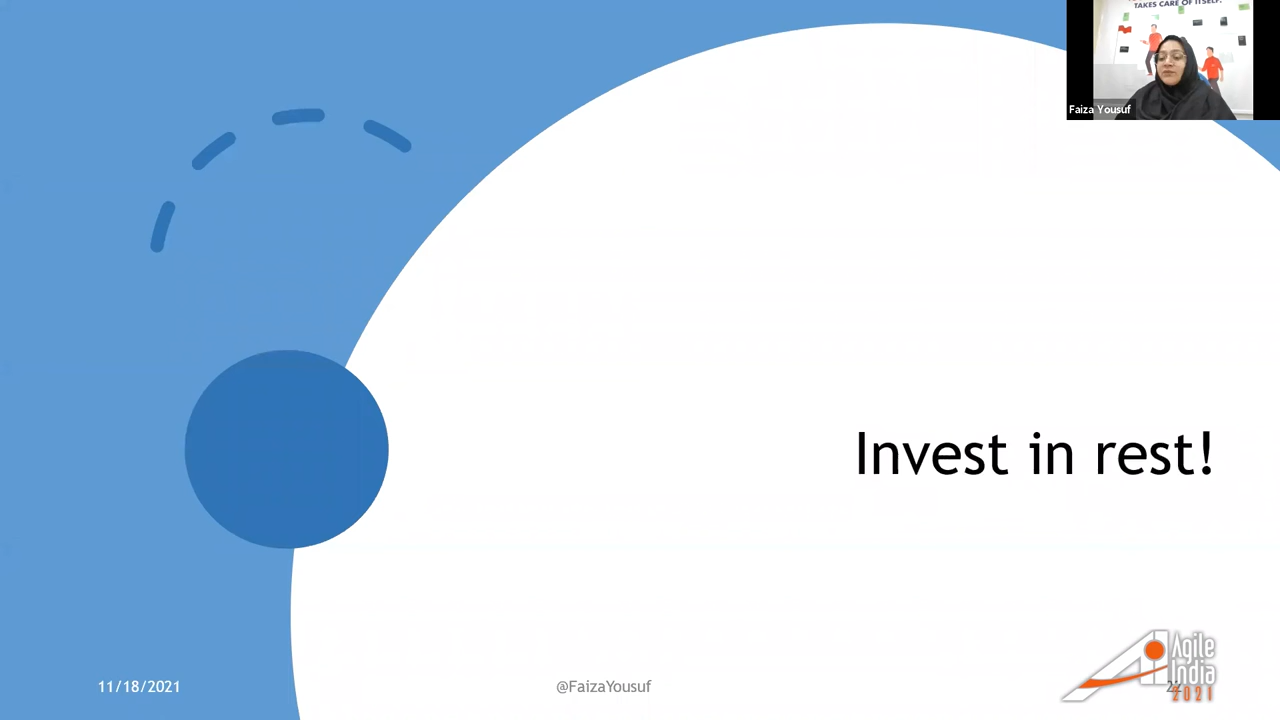 TAKES CARE OF ITSELF.
Faiza Yousuf
Invest in rest!
11/18/2021
@FaizaYousuf
Agile
India
2021